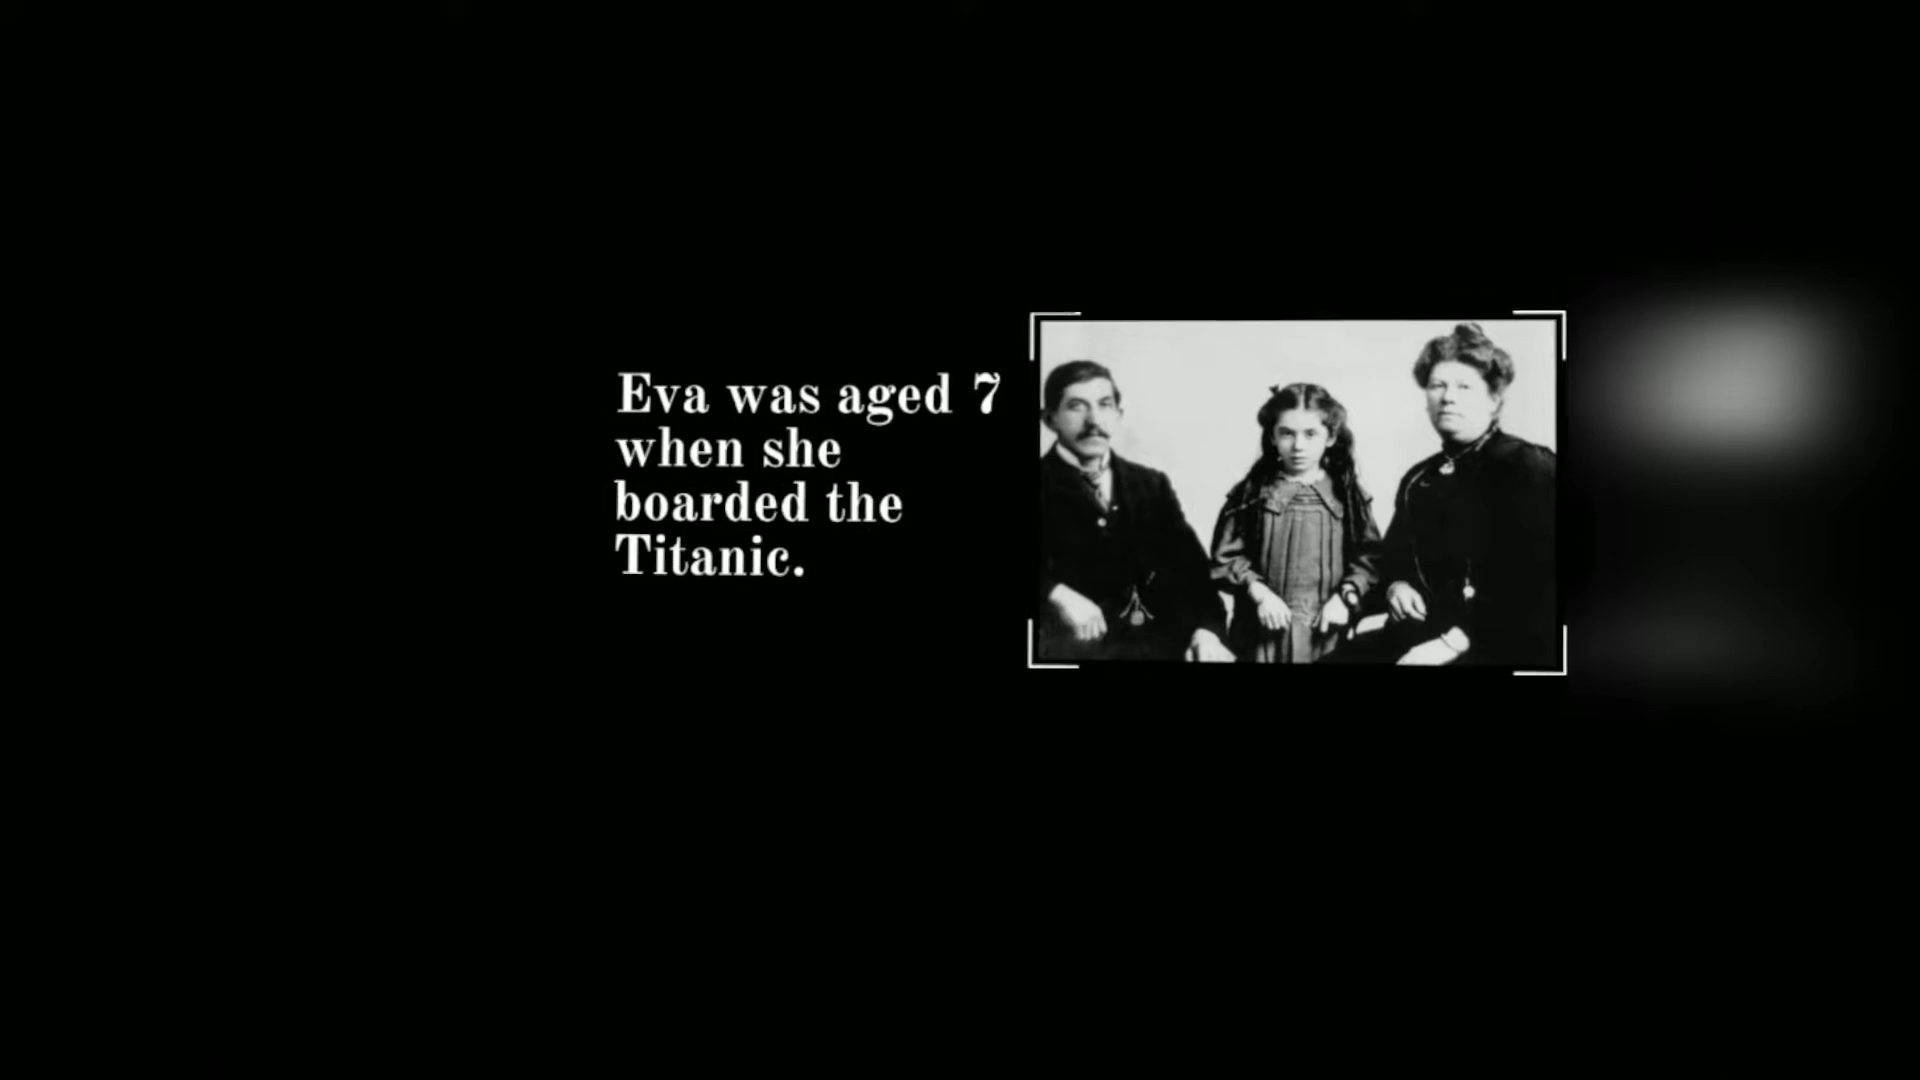 Eva was aged 7
when she
boarded the
Titanic.